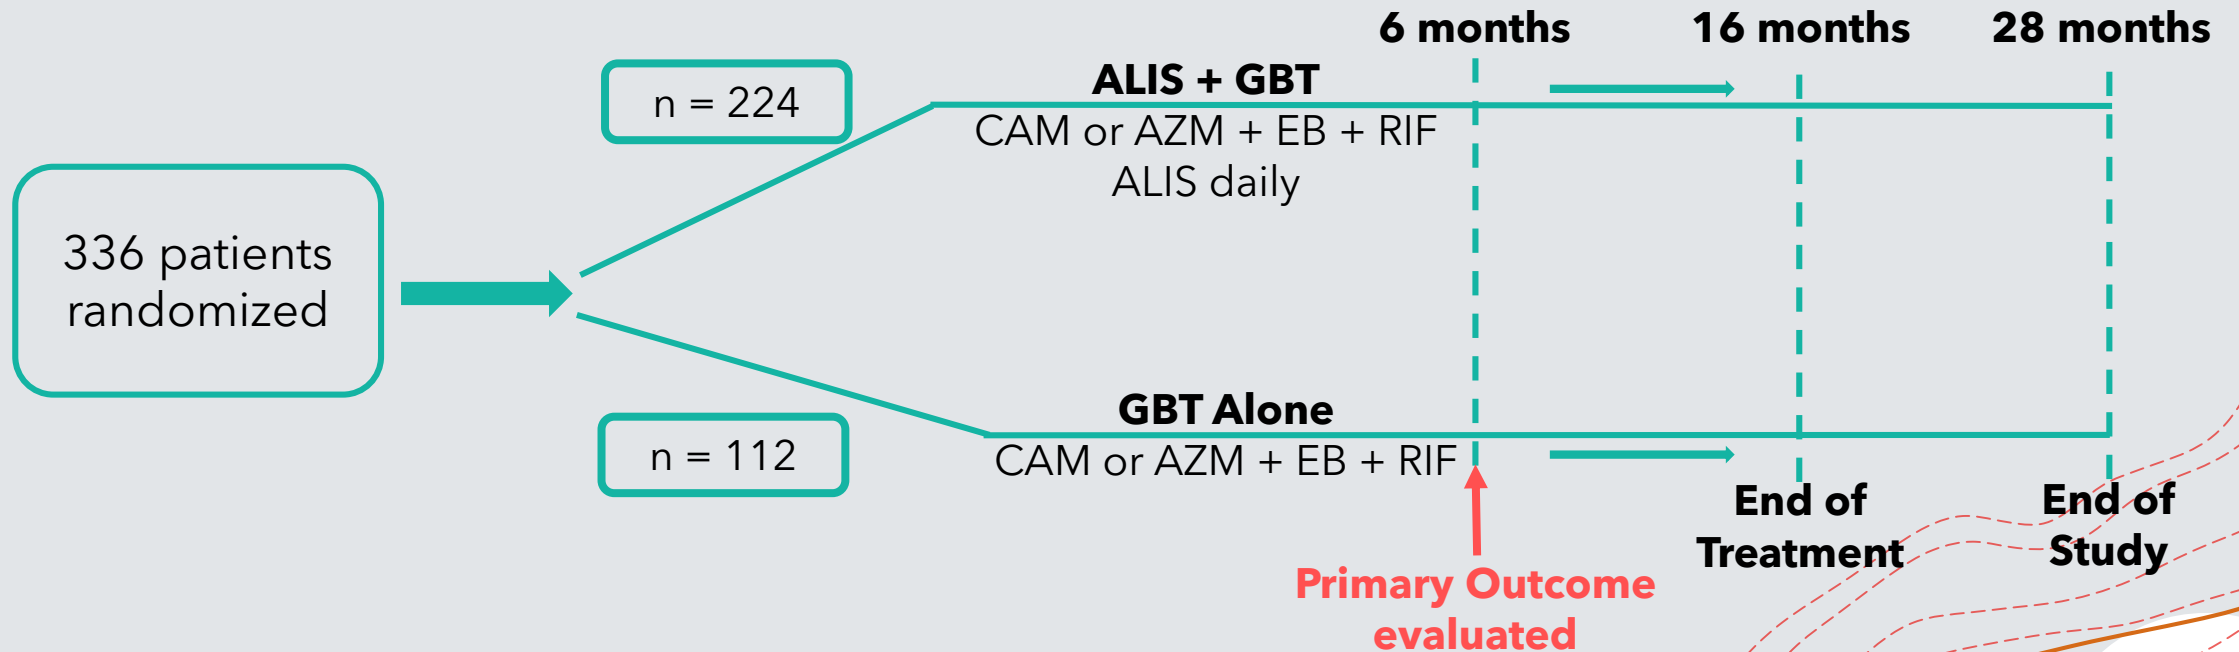 6 months
16 months
28 months
n = 224
ALIS + GBT
CAM or AZM + EB + RIF
ALIS daily
336 patients
randomized
n = 112
GBT Alone
CAM or AZM + EB + RIF
End of
Treatment
End of
Study
Primary Outcome
evaluated